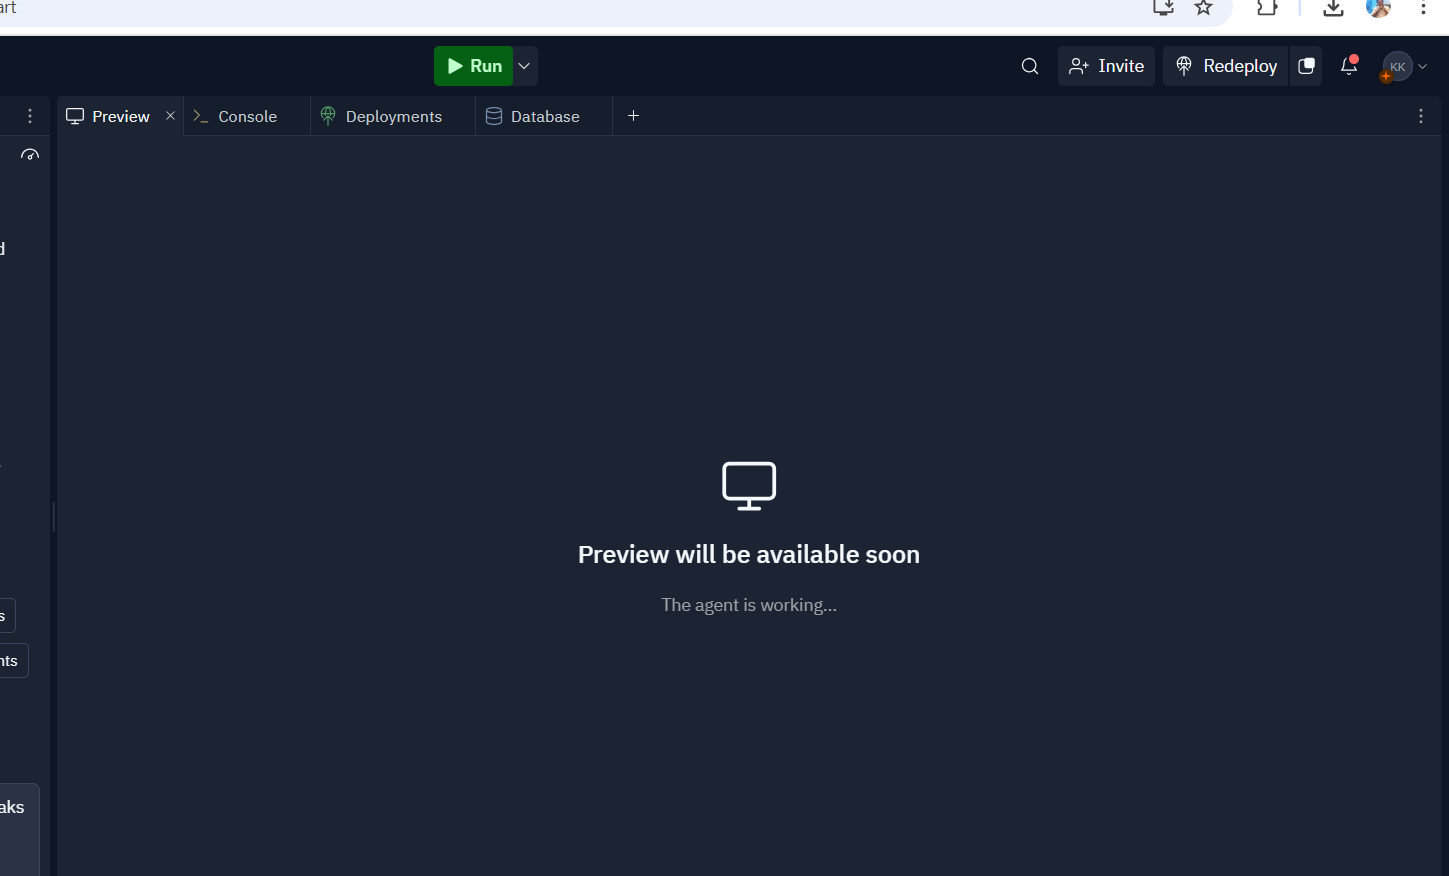 art
Run
Invite
Redeploy
KK
Preview
Console
Deployments
Database
d
Preview will be available soon
The agent is working...
s
nts
aks